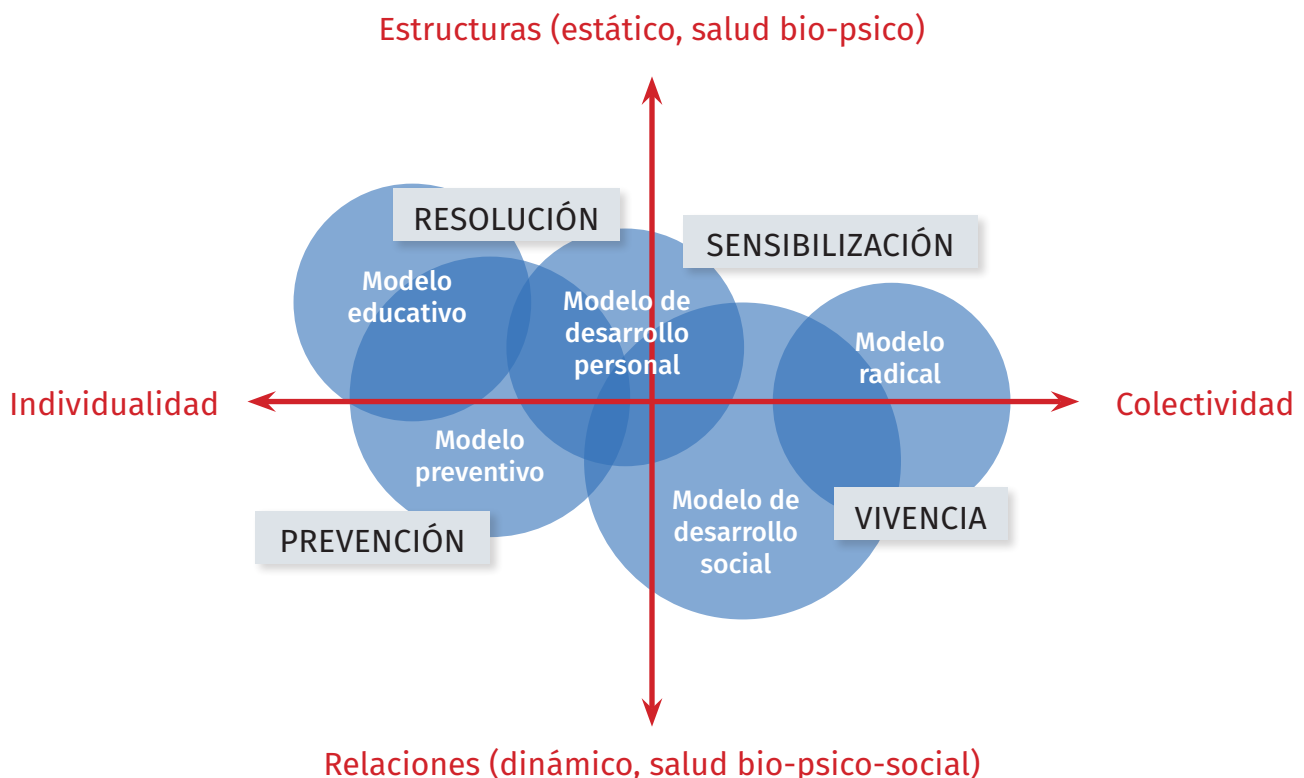 Estructuras (estático, salud bio-psico)
RESOLUCIÓN
SENSIBILIZACIÓN
Modelo
educativo
Modelo de
desarrollo
personal
Modelo
radical
Individualidad
Colectividad
Modelo
preventivo
Modelo de
desarrollo
social
VIVENCIA
PREVENCIÓN
Relaciones (dinámico, salud bio-psico-social)